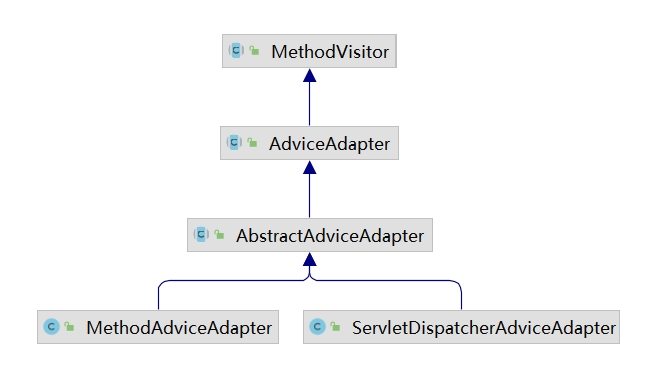 MethodVisitor
AdviceAdapter
AbstractAdviceAdapter
MethodAdviceAdapter
ServletDispatcherAdviceAdapter